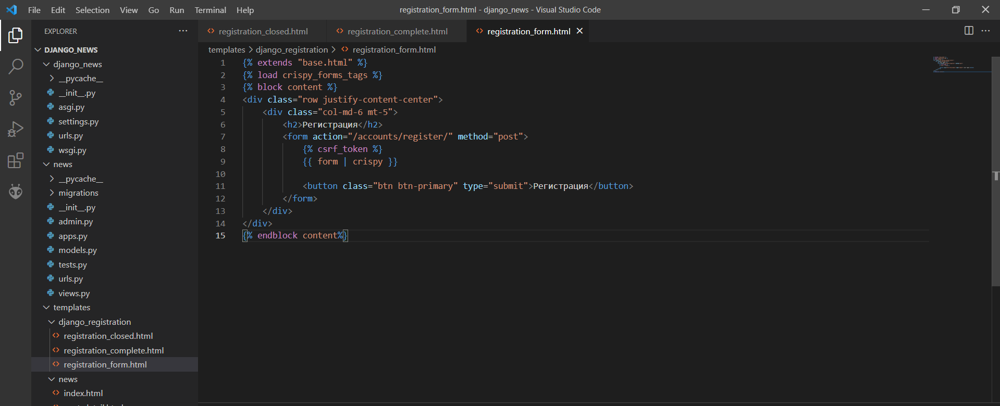 File Edit Selection View Go Run Terminal Help
registration_form.html - django_news - Visual Studio Code
EXPLORER
DJANGO_NEWS
django_news
__pycache__
__init__.py
asgi.py
settings.py
urls.py
wsgi.py
news
__pycache__
migrations
__init__.py
admin.py
apps.py
models.py
tests.py
urls.py
views.py
templates
django_registration
registration_closed.html
registration_complete.html
registration_form.html
news
index.html
registration_closed.html
registration_complete.html
registration_form.html
templates > django_registration > registration_form.html
1 {% extends "base.html" %}
2 {% load crispy_forms_tags %}
3 {% block content %}
4 <div class="row justify-content-center">
5 <div class="col-md-6 mt-5">
6 <h2>Регистрация</h2>
7 <form action="/accounts/register/" method="post">
8 {% csrf_token %}
9 {{ form | crispy }}
10
11 <button class="btn btn-primary" type="submit">Регистрация</button>
12 </form>
13 </div>
14 </div>
15 {% endblock content%}